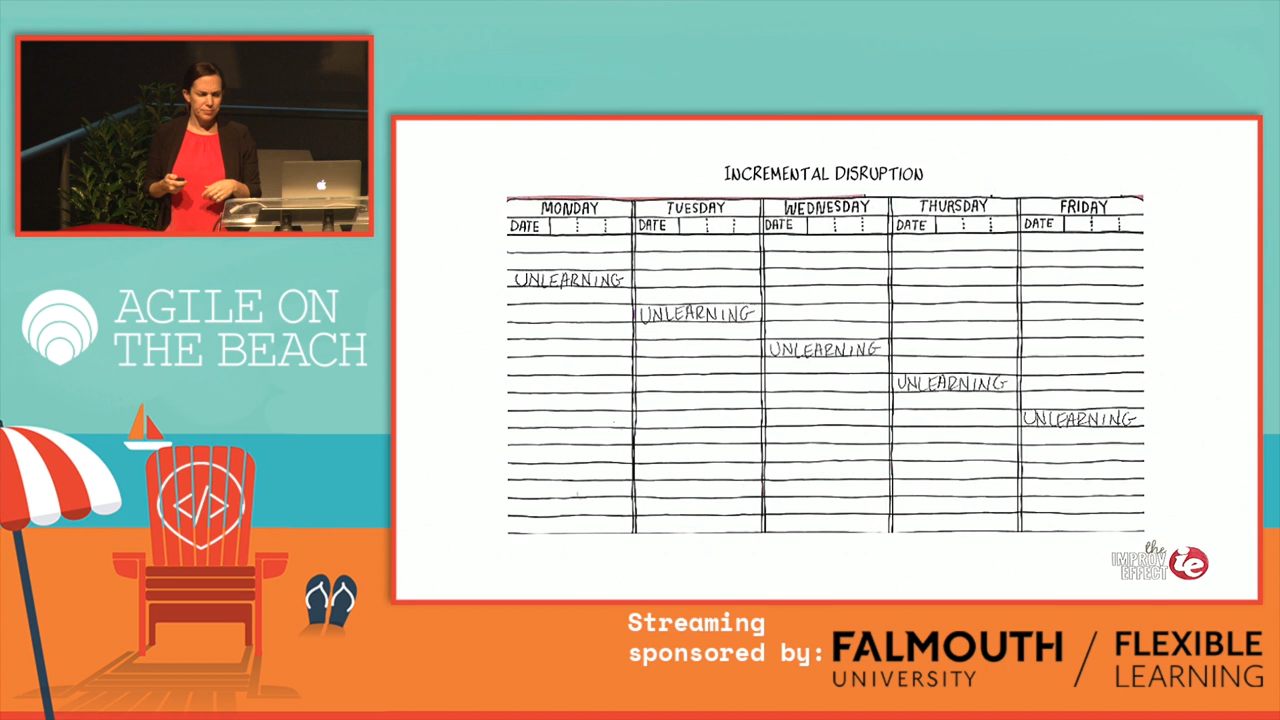 AGILE ON
THE BEACH
</>
INCREMENTAL DISRUPTION
MONDAY TUESDAY WEDNESDAY THURSDAY FRIDAY
DATE DATE DATE DATE DATE
UNLEARNING
UNLEARNING
UNLEARNING
UNLEARNING
UNLEARNING
the
IMPROV
EFFECT
ie
Streaming
sponsored by:
FALMOUTH
UNIVERSITY
/
FLEXIBLE
LEARNING